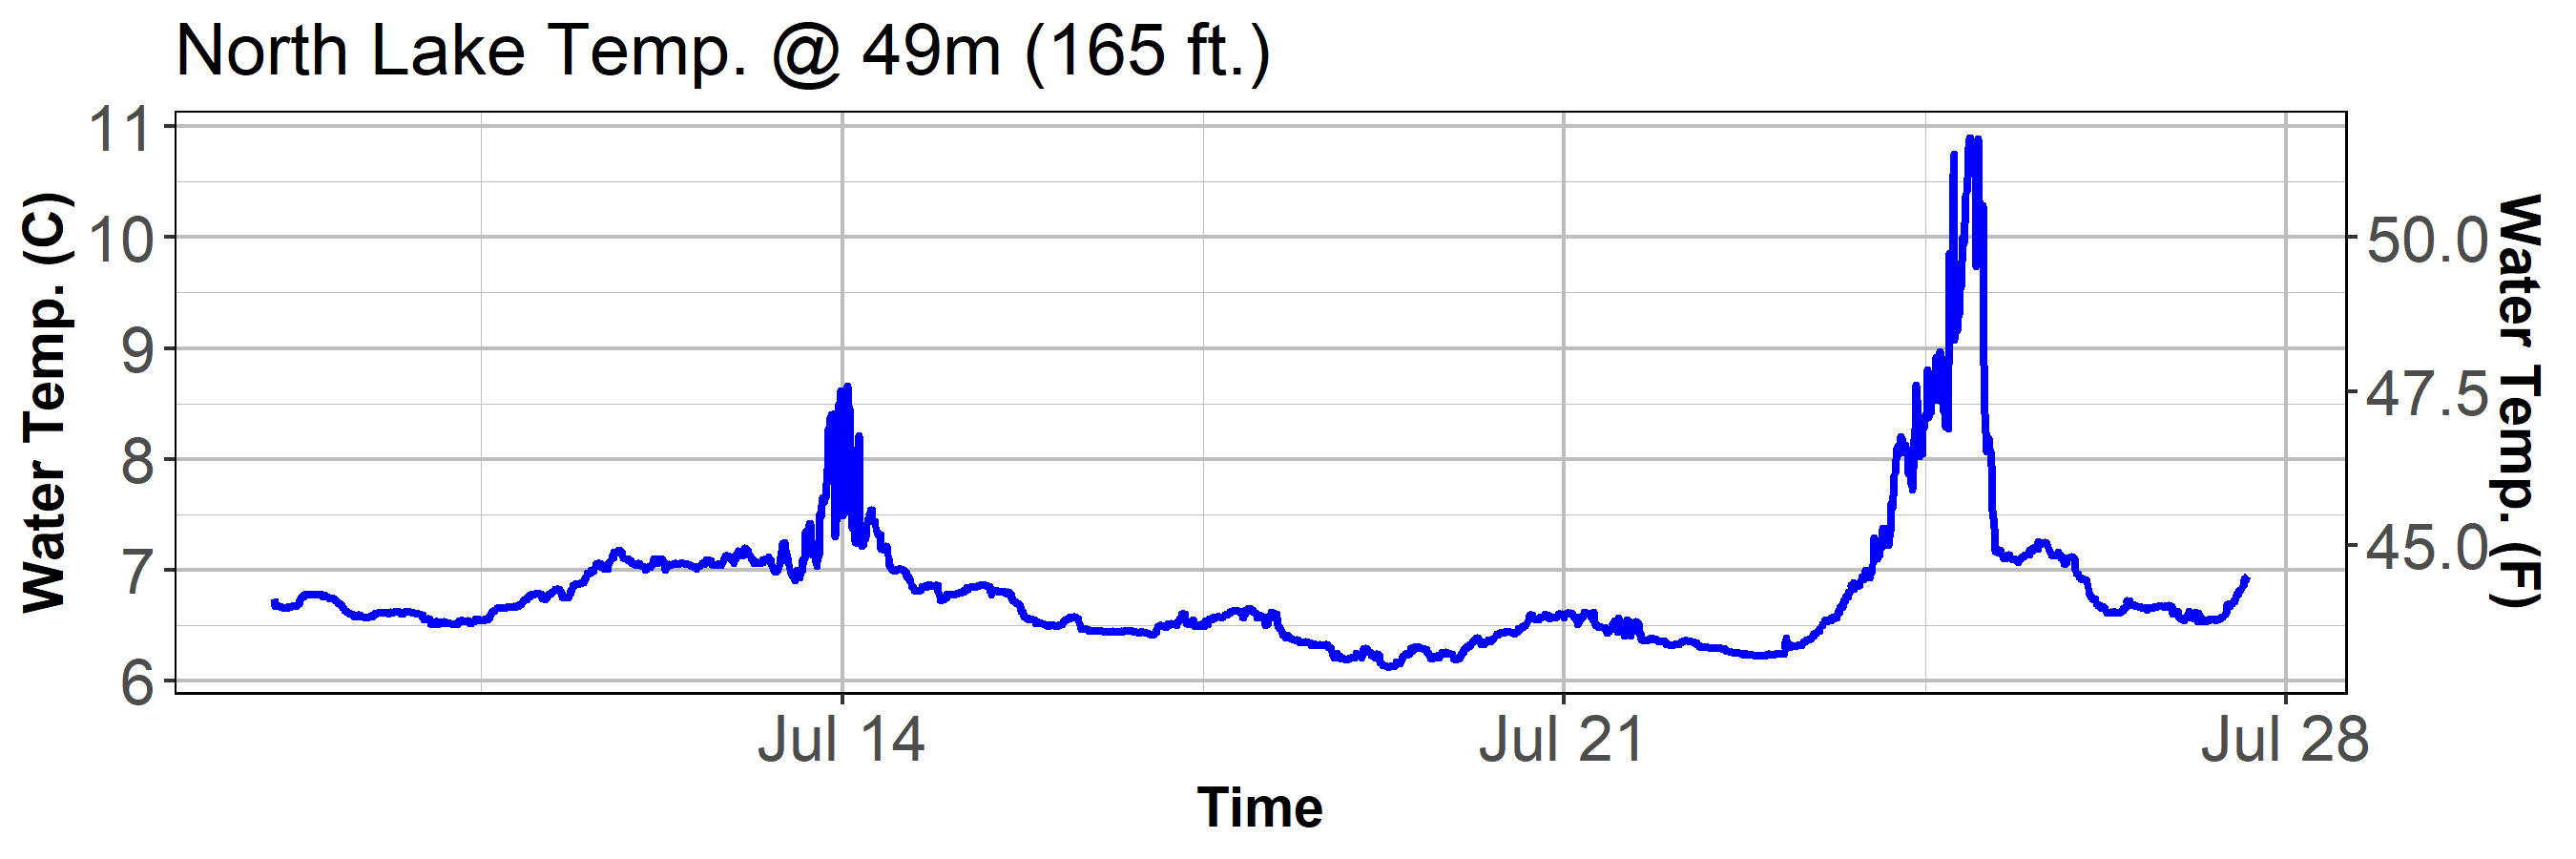 North Lake Temp. @ 49m (165 ft.)
Water Temp. (C)
11
10
9
8
7
6
50.0
47.5
45.0
Water Temp. (F)
Jul 14 Jul 21 Jul 28
Time